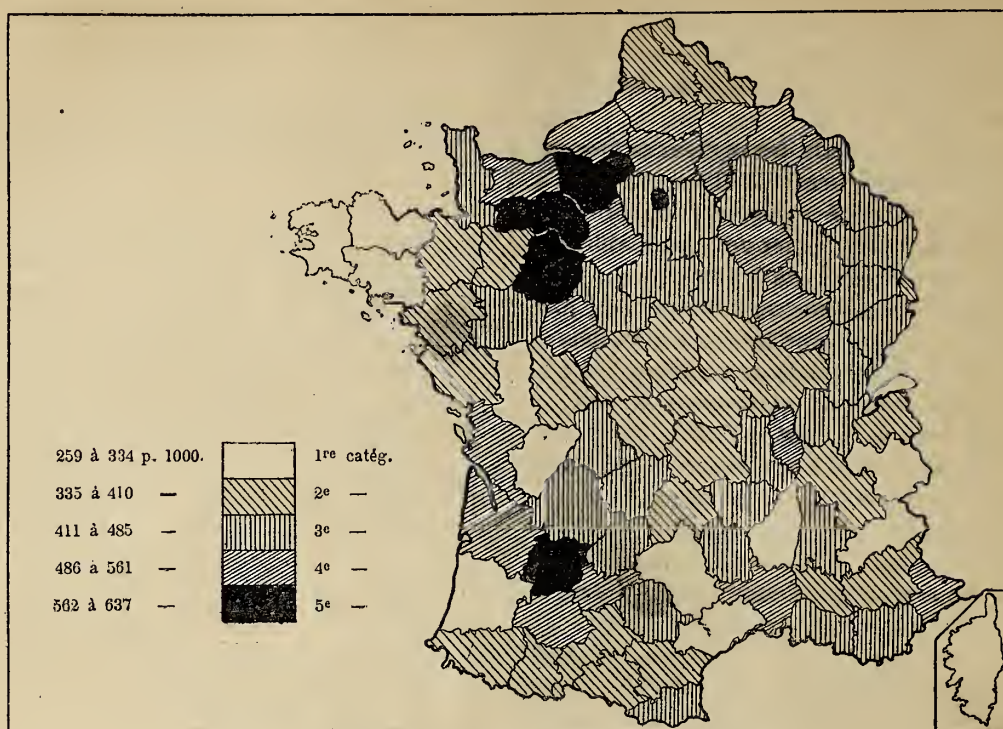 259 à 334 p. 1000. 1re catég.
335 à 410 — 2e —
411 à 485 — 3e —
486 à 561 — 4e —
562 à 637 — 5e —